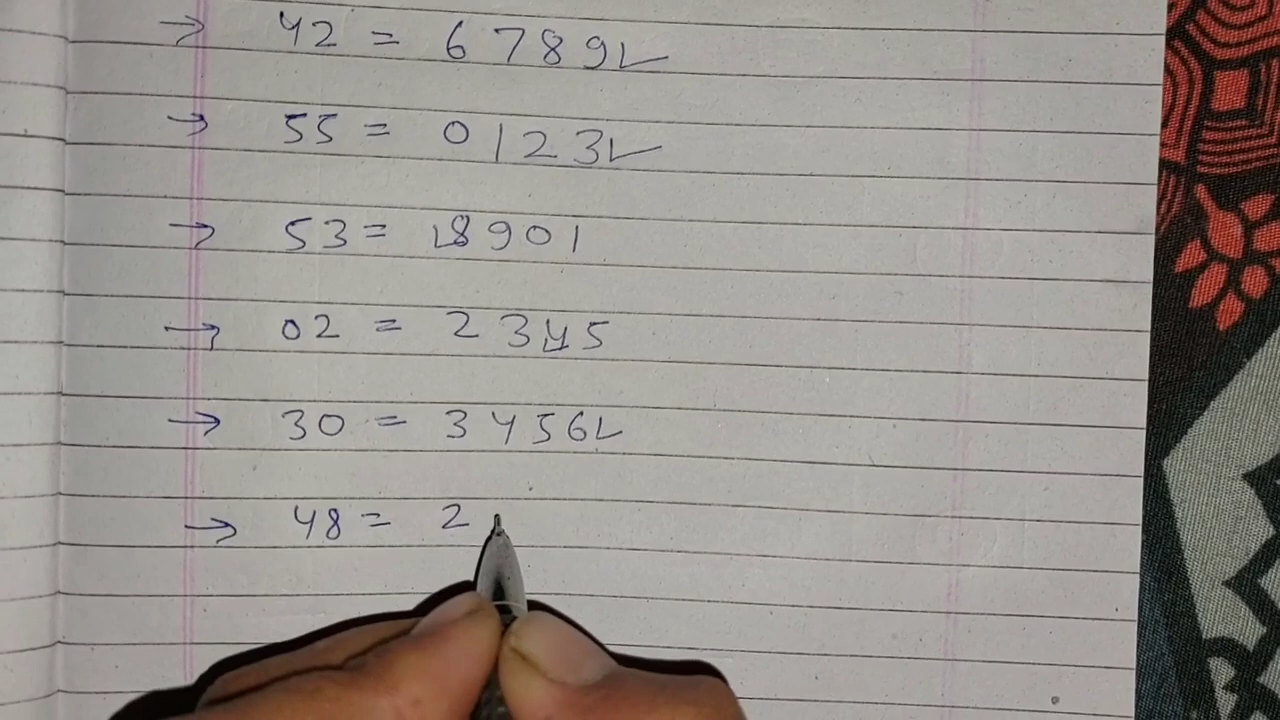 → 42 = 6789✓
→ 55 = 0123✓
→ 53 = ✓8901
→ 02 = 2345
→ 30 = 3456✓
→ 48 = 2